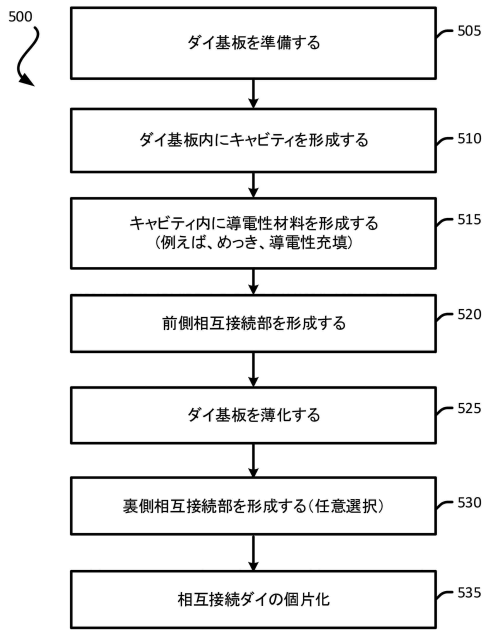 500
ダイ基板を準備する
505
ダイ基板内にキャビティを形成する
510
キャビティ内に導電性材料を形成する
(例えば、めっき、導電性充填)
515
前側相互接続部を形成する
520
ダイ基板を薄化する
525
裏側相互接続部を形成する(任意選択)
530
相互接続ダイの個片化
535